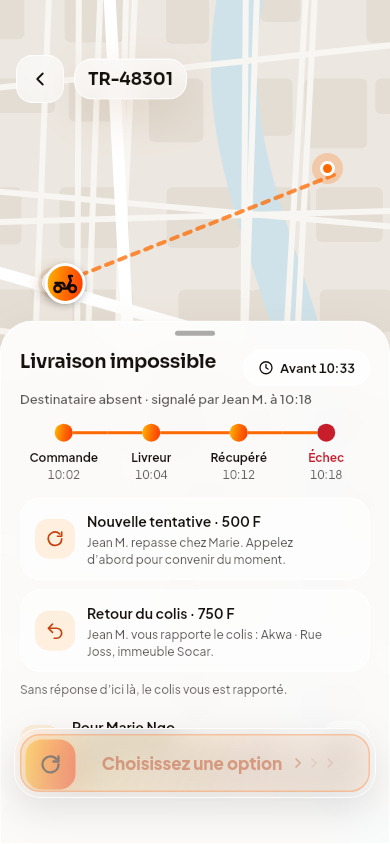 TR-48301
Livraison impossible
Avant 10:33
Destinataire absent · signalé par Jean M. à 10:18
Commande
10:02
Livreur
10:04
Récupéré
10:12
Échec
10:18
Nouvelle tentative · 500 F
Jean M. repasse chez Marie. Appelez
d’abord pour convenir du moment.
Retour du colis · 750 F
Jean M. vous rapporte le colis : Akwa · Rue
Joss, immeuble Socar.
Sans réponse d’ici là, le colis vous est rapporté.
Pour Marie Ngo
Choisissez une option